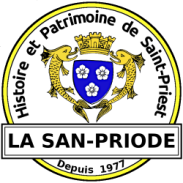 Histoire et Patrimoine de Saint-Priest
LA SAN-PRIODE
Depuis 1977